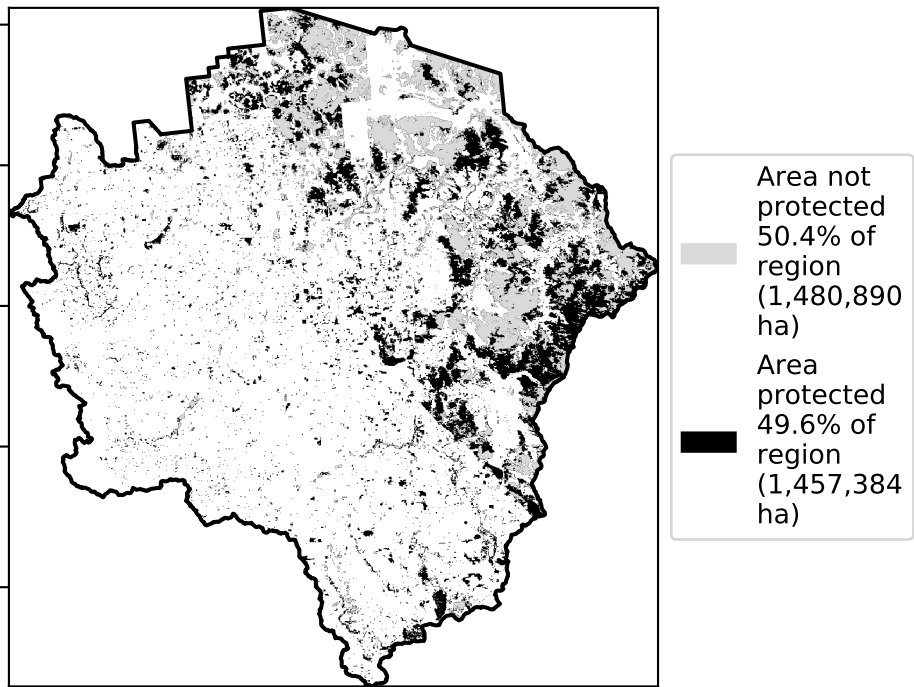 Area not
protected
50.4% of
region
(1,480,890
ha)
Area
protected
49.6% of
region
(1,457,384
ha)